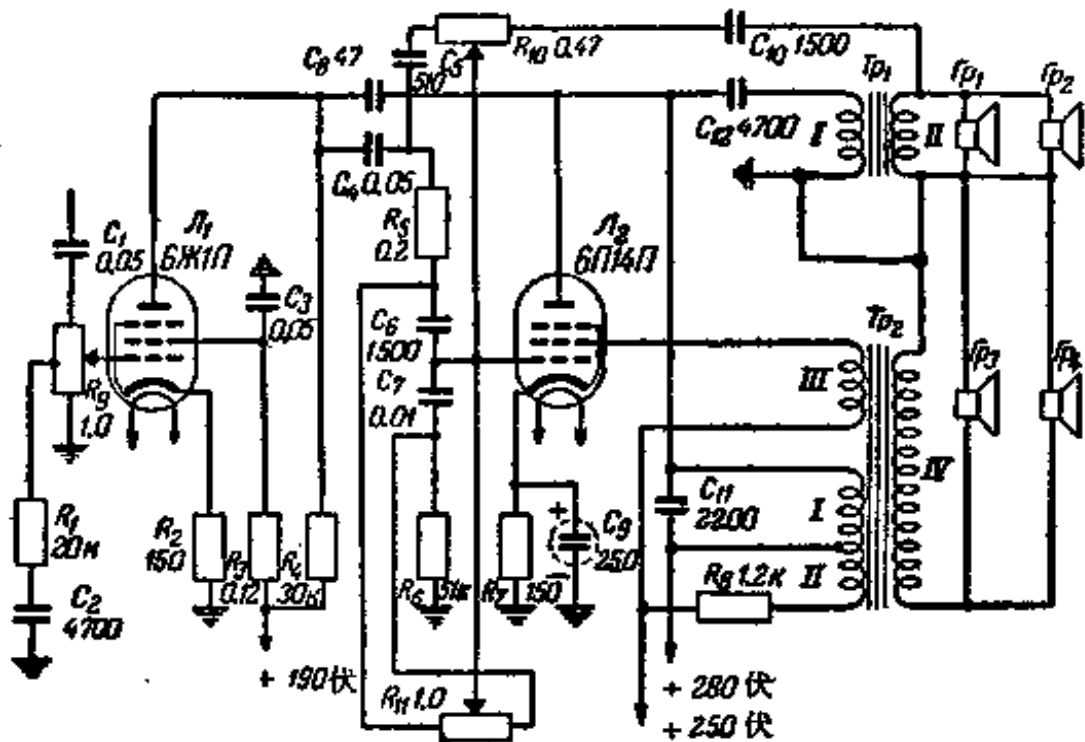 C₈ 47
C₅
510
R₁₀ 0.47
C₁₀ 1500
Тр₁
Гр₁
Гр₂
C₁₂ 4700
I
II
C₄ 0.05
C₁
0.05
Л₁
6Ж1П
C₃
0.05
R₅
0.2
Л₂
6П14П
C₆
1500
C₇
0.01
R₉
1.0
Тр₂
III
Гр₃
Гр₄
IV
C₁₁
2200
I
II
R₈ 1.2к
R₁
20к
C₂
4700
R₂
150
R₃
0.12
R₄
30к
R₆
51к
R₇
150
+
C₉
250
−
+ 190伏
R₁₁ 1.0
+ 280 伏
+ 250 伏